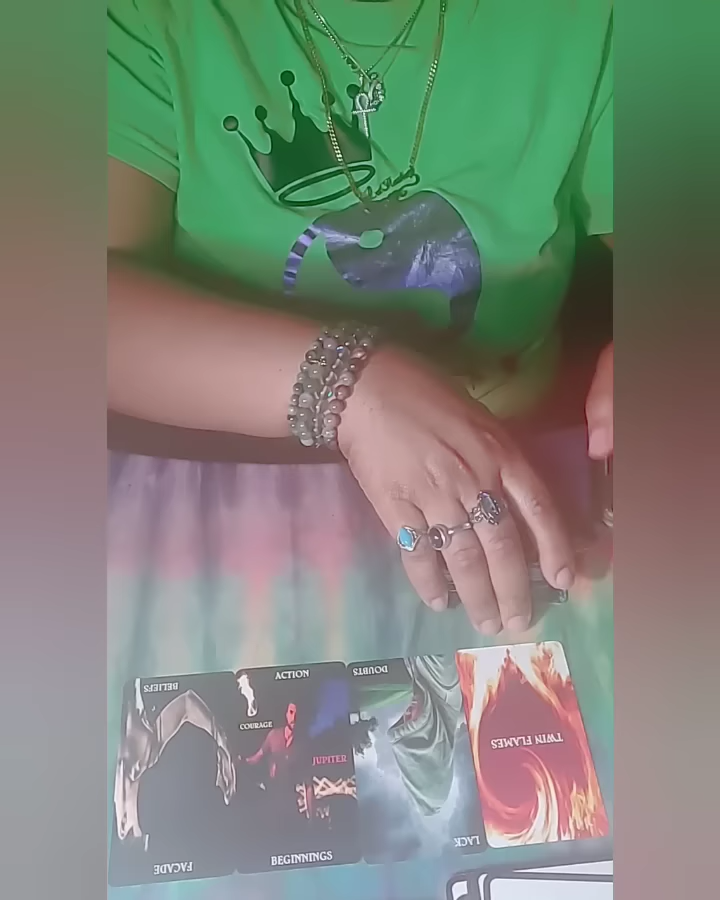 BELIEFS
FACADE
ACTION
COURAGE
JUPITER
BEGINNINGS
DOUBTS
LACK
TWIN FLAMES